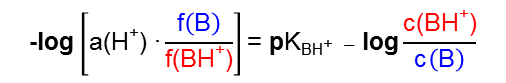 -log [a(H⁺) · f(B)/f(BH⁺)] = pK_BH⁺ – log c(BH⁺)/c(B)